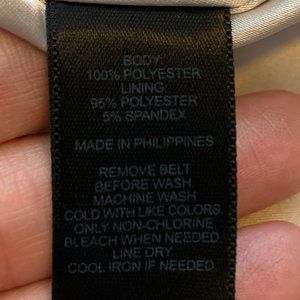 BODY:
100% POLYESTER
LINING:
95% POLYESTER
5% SPANDEX
MADE IN PHILIPPINES
REMOVE BELT
BEFORE WASH.
MACHINE WASH
COLD WITH LIKE COLORS.
ONLY NON-CHLORINE
BLEACH WHEN NEEDED.
LINE DRY.
COOL IRON IF NEEDED.